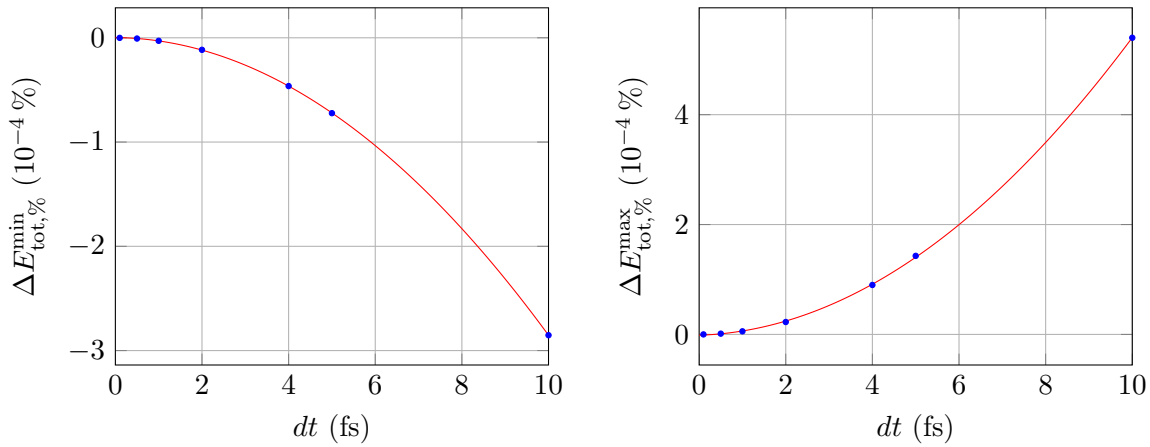 0
−1
−2
−3
0 2 4 6 8 10
dt (fs)
ΔE^min_tot,% (10^−4 %)
4
2
0
0 2 4 6 8 10
dt (fs)
ΔE^max_tot,% (10^−4 %)